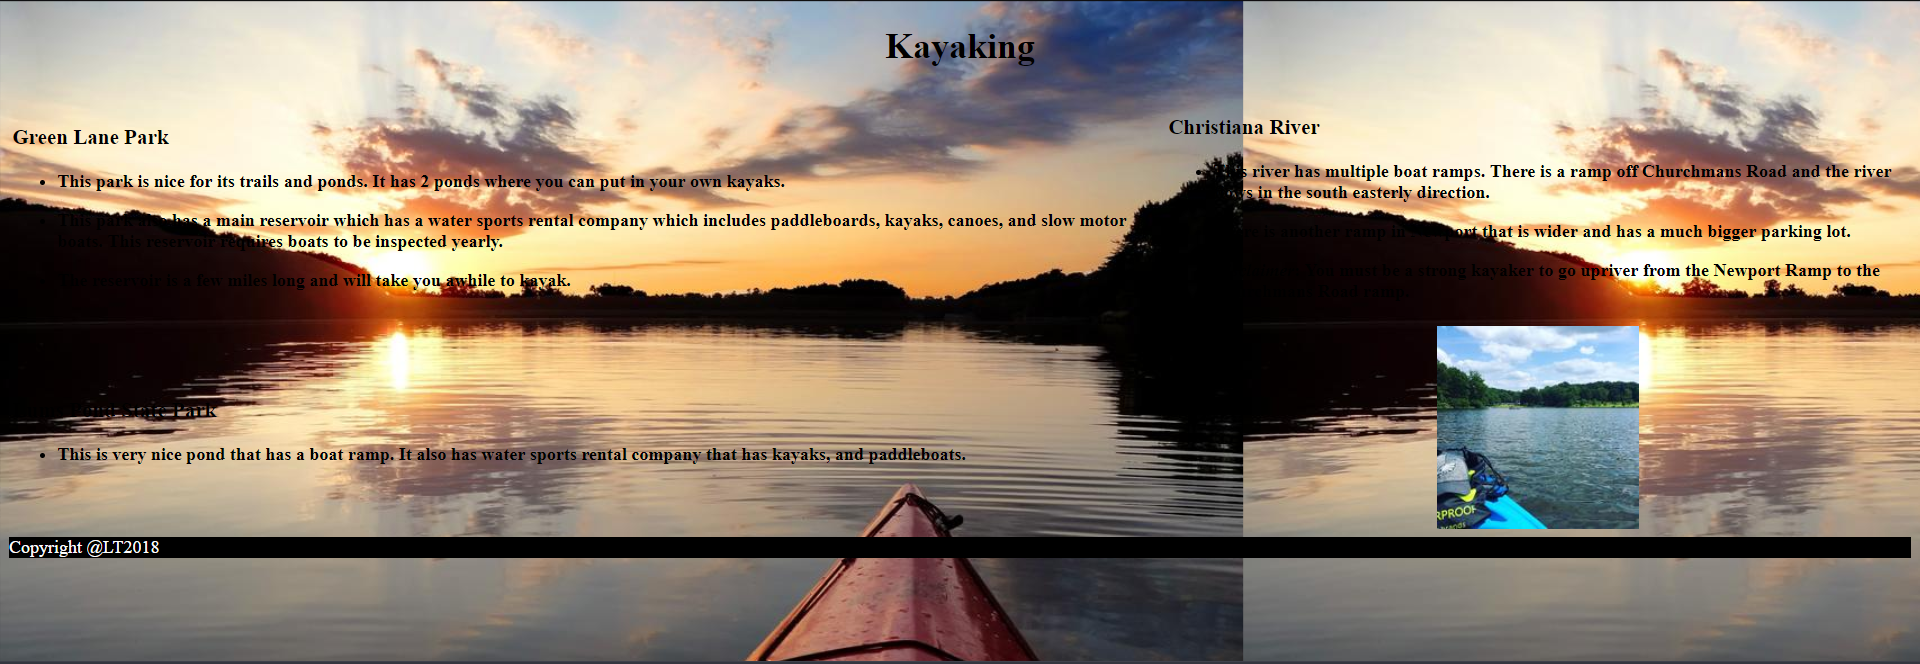 Kayaking
Green Lane Park
This park is nice for its trails and ponds. It has 2 ponds where you can put in your own kayaks.
This park also has a main reservoir which has a water sports rental company which includes paddleboards, kayaks, canoes, and slow motor
boats. This reservoir requires boats to be inspected yearly.
The reservoir is a few miles long and will take you awhile to kayak.
State Park
This is very nice pond that has a boat ramp. It also has water sports rental company that has kayaks, and paddleboats.
Christiana River
river has multiple boat ramps. There is a ramp off Churchmans Road and the river
in the south easterly direction.
is another ramp in Newport that is wider and has a much bigger parking lot.
must be a strong kayaker to go upriver from the Newport Ramp to the
Road ramp.
RPROOF
brands
Copyright @LT2018